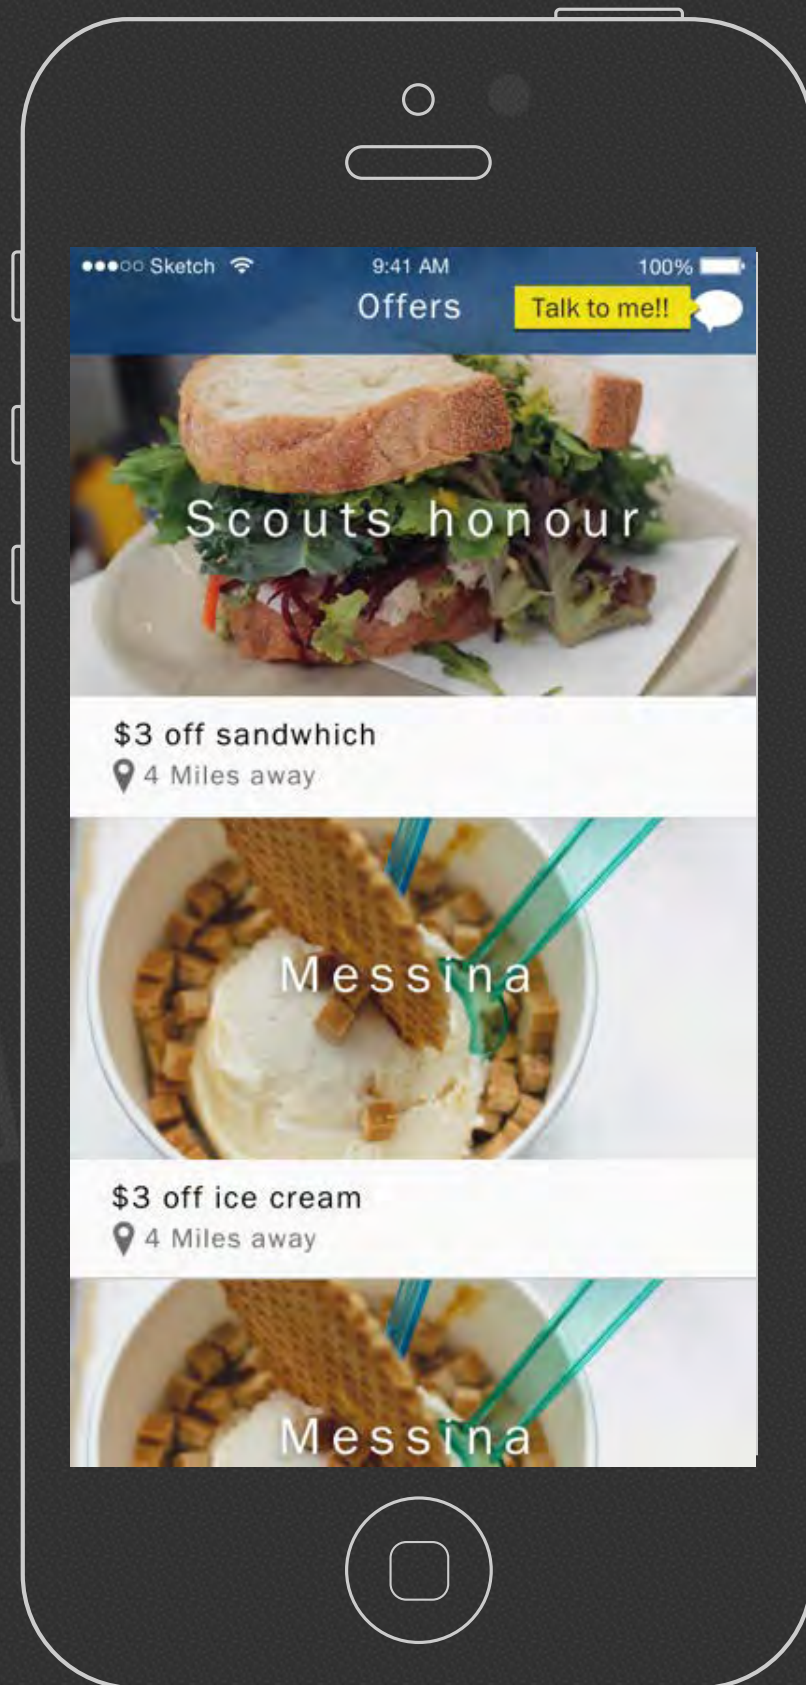 Sketch 9:41 AM 100%
Offers Talk to me!!
Scouts honour
$3 off sandwhich
4 Miles away
Messina
$3 off ice cream
4 Miles away
Messina